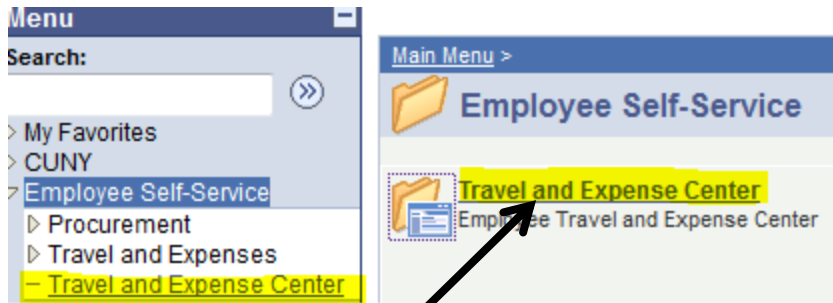 Menu
Search:
My Favorites
CUNY
Employee Self-Service
Procurement
Travel and Expenses
Travel and Expense Center
Main Menu >
Employee Self-Service
Travel and Expense Center
Employee Travel and Expense Center